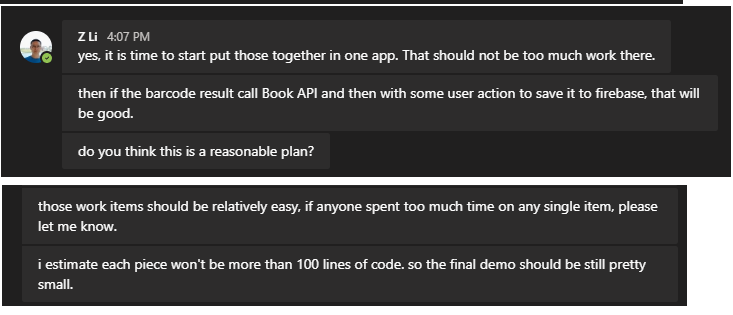 Z Li 4:07 PM
yes, it is time to start put those together in one app. That should not be too much work there.
then if the barcode result call Book API and then with some user action to save it to firebase, that will
be good.
do you think this is a reasonable plan?
those work items should be relatively easy, if anyone spent too much time on any single item, please
let me know.
i estimate each piece won't be more than 100 lines of code. so the final demo should be still pretty
small.